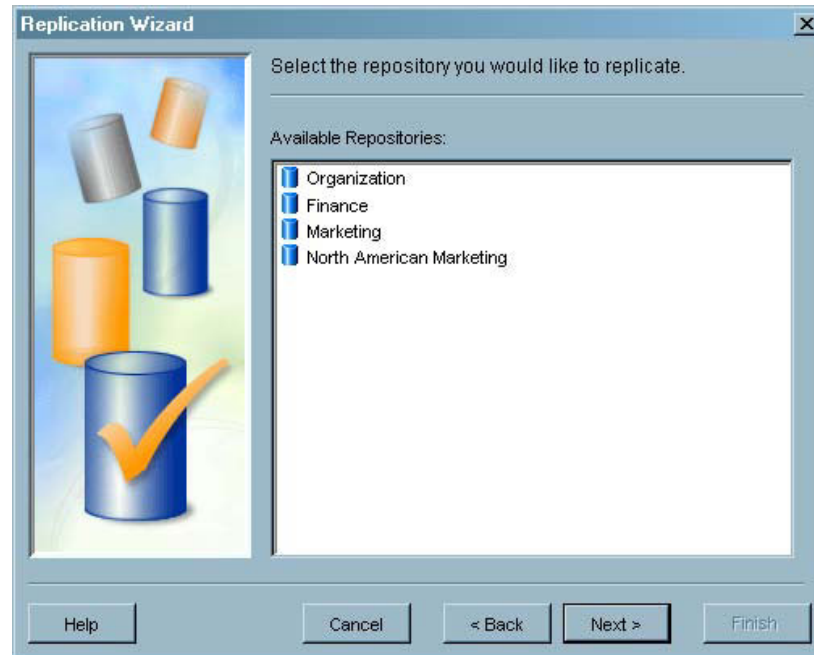 Replication Wizard
Select the repository you would like to replicate.
Available Repositories:
Organization
Finance
Marketing
North American Marketing
Help
Cancel
< Back
Next >
Finish